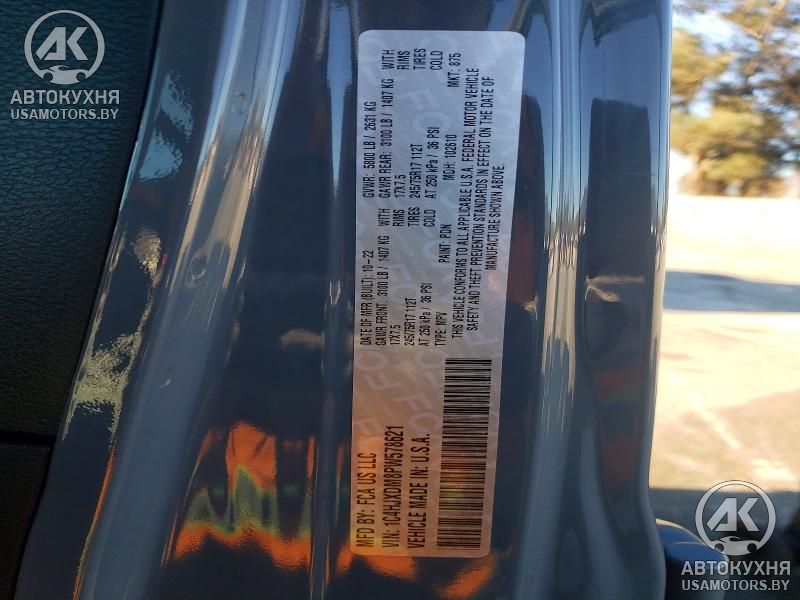 AK
АВТОКУХНЯ
USAMOTORS.BY
MFD BY: FCA US LLC
DATE OF MFR (BUILT): 10-22
GVWR: 5800 LB / 2631 KG
GAWR FRONT: 3100 LB / 1407 KG WITH
GAWR REAR: 3100 LB / 1407 KG WITH
17X7.5 RIMS 17X7.5 RIMS
245/75R17 112T TIRES 245/75R17 112T TIRES
AT 250 kPa / 36 PSI COLD AT 250 kPa / 36 PSI COLD
VIN: 1C4HJXDM8PW578621
TYPE: MPV PAINT: PDN MDH: 102610 MKT: 875
VEHICLE MADE IN: U.S.A.
THIS VEHICLE CONFORMS TO ALL APPLICABLE U.S.A. FEDERAL MOTOR VEHICLE
SAFETY AND THEFT PREVENTION STANDARDS IN EFFECT ON THE DATE OF
MANUFACTURE SHOWN ABOVE.
AK
АВТОКУХНЯ
USAMOTORS.BY